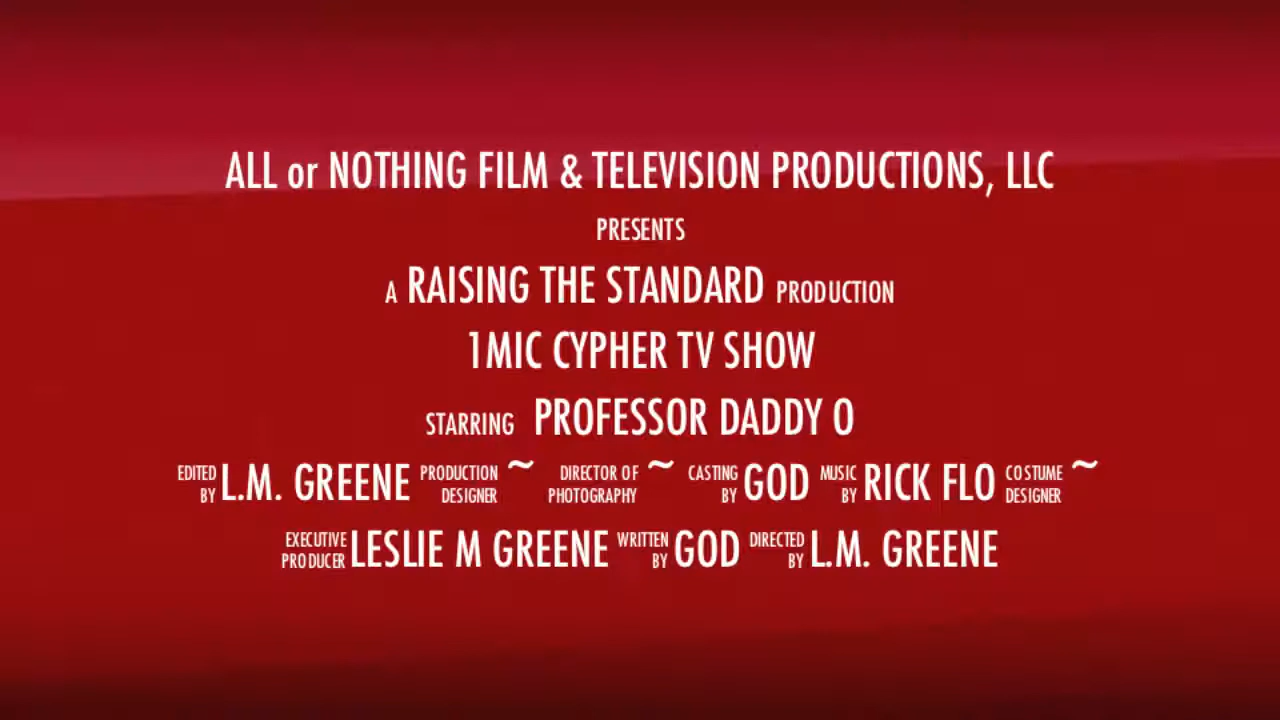 ALL or NOTHING FILM & TELEVISION PRODUCTIONS, LLC
PRESENTS
A RAISING THE STANDARD PRODUCTION
1MIC CYPHER TV SHOW
STARRING PROFESSOR DADDY O
EDITED BY L.M. GREENE PRODUCTION DESIGNER ~ DIRECTOR OF PHOTOGRAPHY ~ CASTING BY GOD MUSIC BY RICK FLO COSTUME DESIGNER ~
EXECUTIVE PRODUCER LESLIE M GREENE WRITTEN BY GOD DIRECTED BY L.M. GREENE